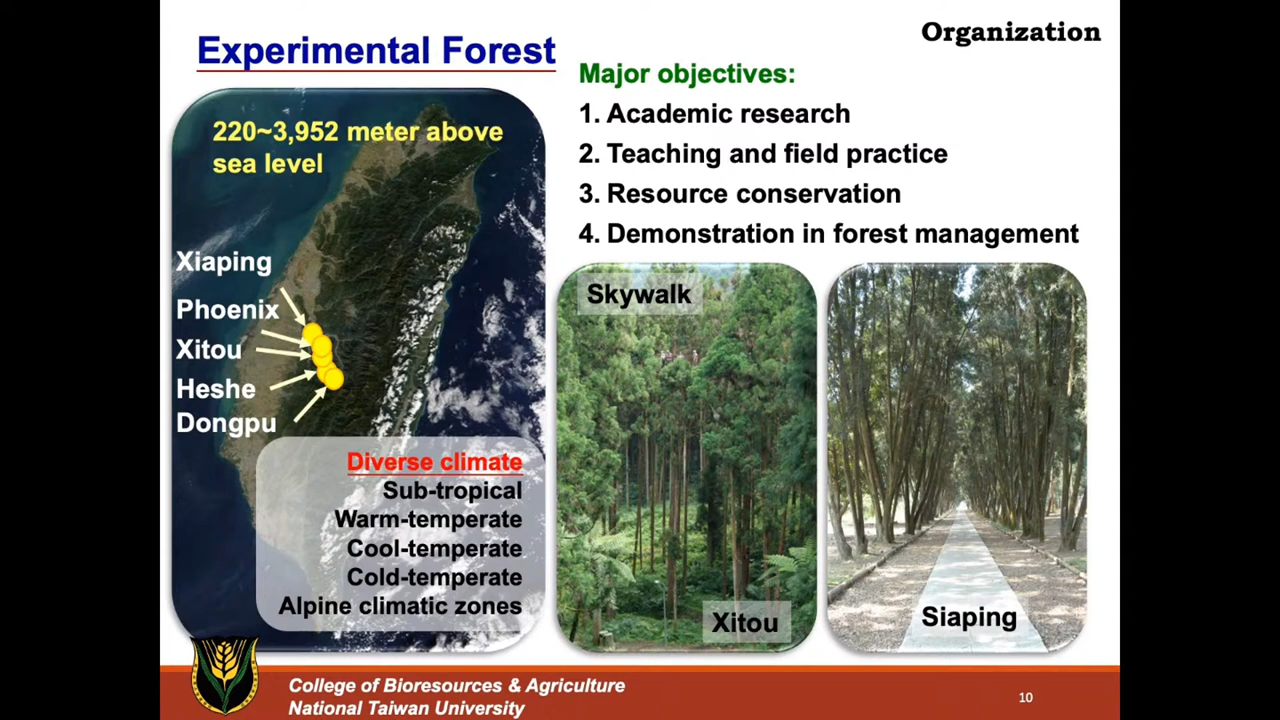 Organization
Experimental Forest
220~3,952 meter above
sea level
Xiaping
Phoenix
Xitou
Heshe
Dongpu
Diverse climate
Sub-tropical
Warm-temperate
Cool-temperate
Cold-temperate
Alpine climatic zones
Major objectives:
1. Academic research
2. Teaching and field practice
3. Resource conservation
4. Demonstration in forest management
Skywalk
Xitou
Siaping
College of Bioresources & Agriculture
National Taiwan University
10